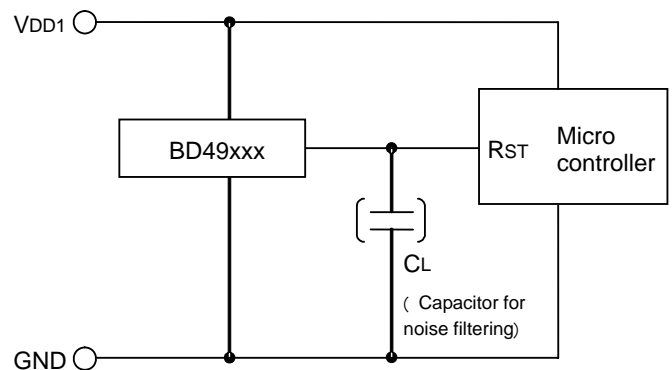 VDD1
BD49xxx
RST
Micro
controller
CL
( Capacitor for
noise filtering)
GND